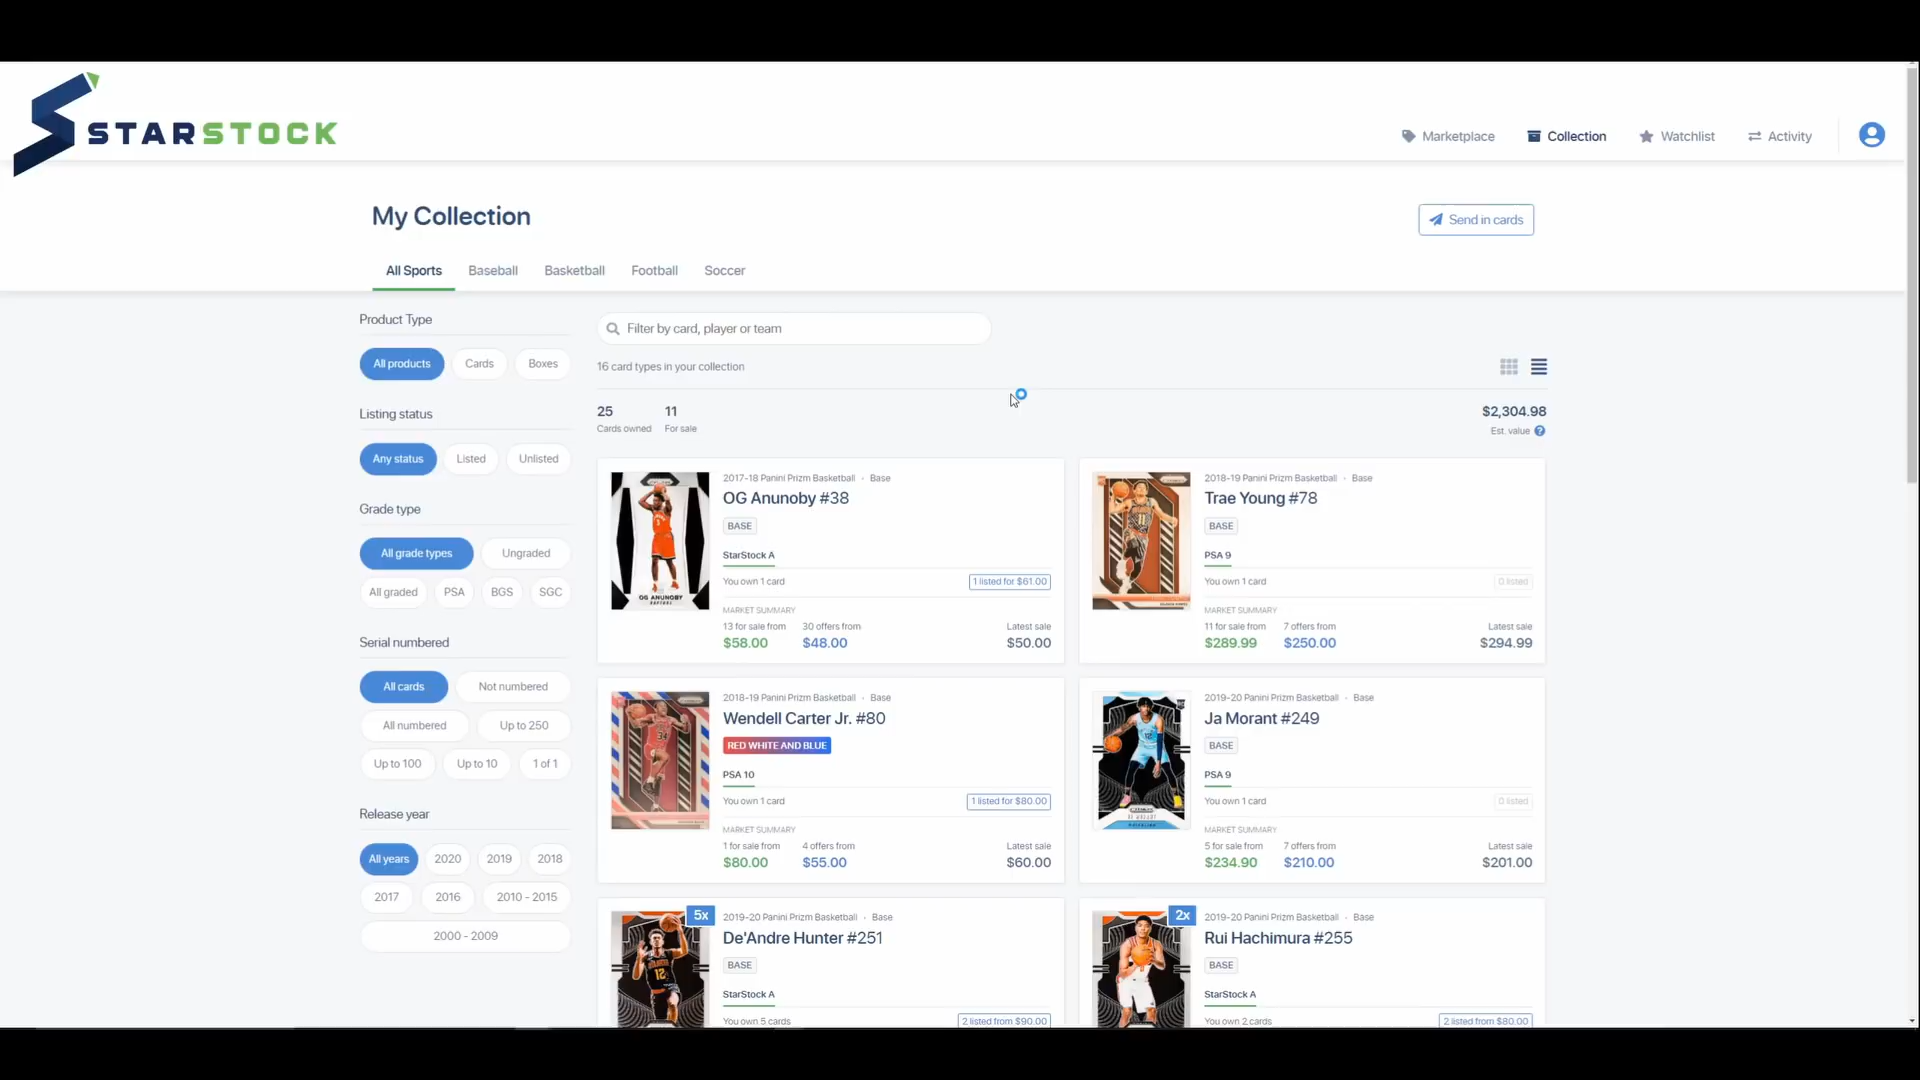 STARSTOCK
Marketplace
Collection
Watchlist
Activity
My Collection
Send in cards
All Sports
Baseball
Basketball
Football
Soccer
Product Type
All products
Cards
Boxes
Listing status
Any status
Listed
Unlisted
Grade type
All grade types
Ungraded
All graded
PSA
BGS
SGC
Serial numbered
All cards
Not numbered
All numbered
Up to 250
Up to 100
Up to 10
1 of 1
Release year
All years
2020
2019
2018
2017
2016
2010 - 2015
2000 - 2009
Filter by card, player or team
16 card types in your collection
25
Cards owned
11
For sale
$2,304.98
Est. value ?
2017-18 Panini Prizm Basketball · Base
OG Anunoby #38
BASE
StarStock A
You own 1 card
1 listed for $61.00
MARKET SUMMARY
13 for sale from
$58.00
30 offers from
$48.00
Latest sale
$50.00
OG ANUNOBY
RAPTORS
2018-19 Panini Prizm Basketball · Base
Trae Young #78
BASE
PSA 9
You own 1 card
0 listed
MARKET SUMMARY
11 for sale from
$289.99
7 offers from
$250.00
Latest sale
$294.99
2018-19 Panini Prizm Basketball · Base
Wendell Carter Jr. #80
RED WHITE AND BLUE
PSA 10
You own 1 card
1 listed for $80.00
MARKET SUMMARY
1 for sale from
$80.00
4 offers from
$55.00
Latest sale
$60.00
34
2019-20 Panini Prizm Basketball · Base
Ja Morant #249
BASE
PSA 9
You own 1 card
0 listed
MARKET SUMMARY
5 for sale from
$234.90
7 offers from
$210.00
Latest sale
$201.00
5x
2019-20 Panini Prizm Basketball · Base
De'Andre Hunter #251
BASE
StarStock A
You own 5 cards
2 listed from $90.00
12
2x
2019-20 Panini Prizm Basketball · Base
Rui Hachimura #255
BASE
StarStock A
You own 2 cards
2 listed from $80.00